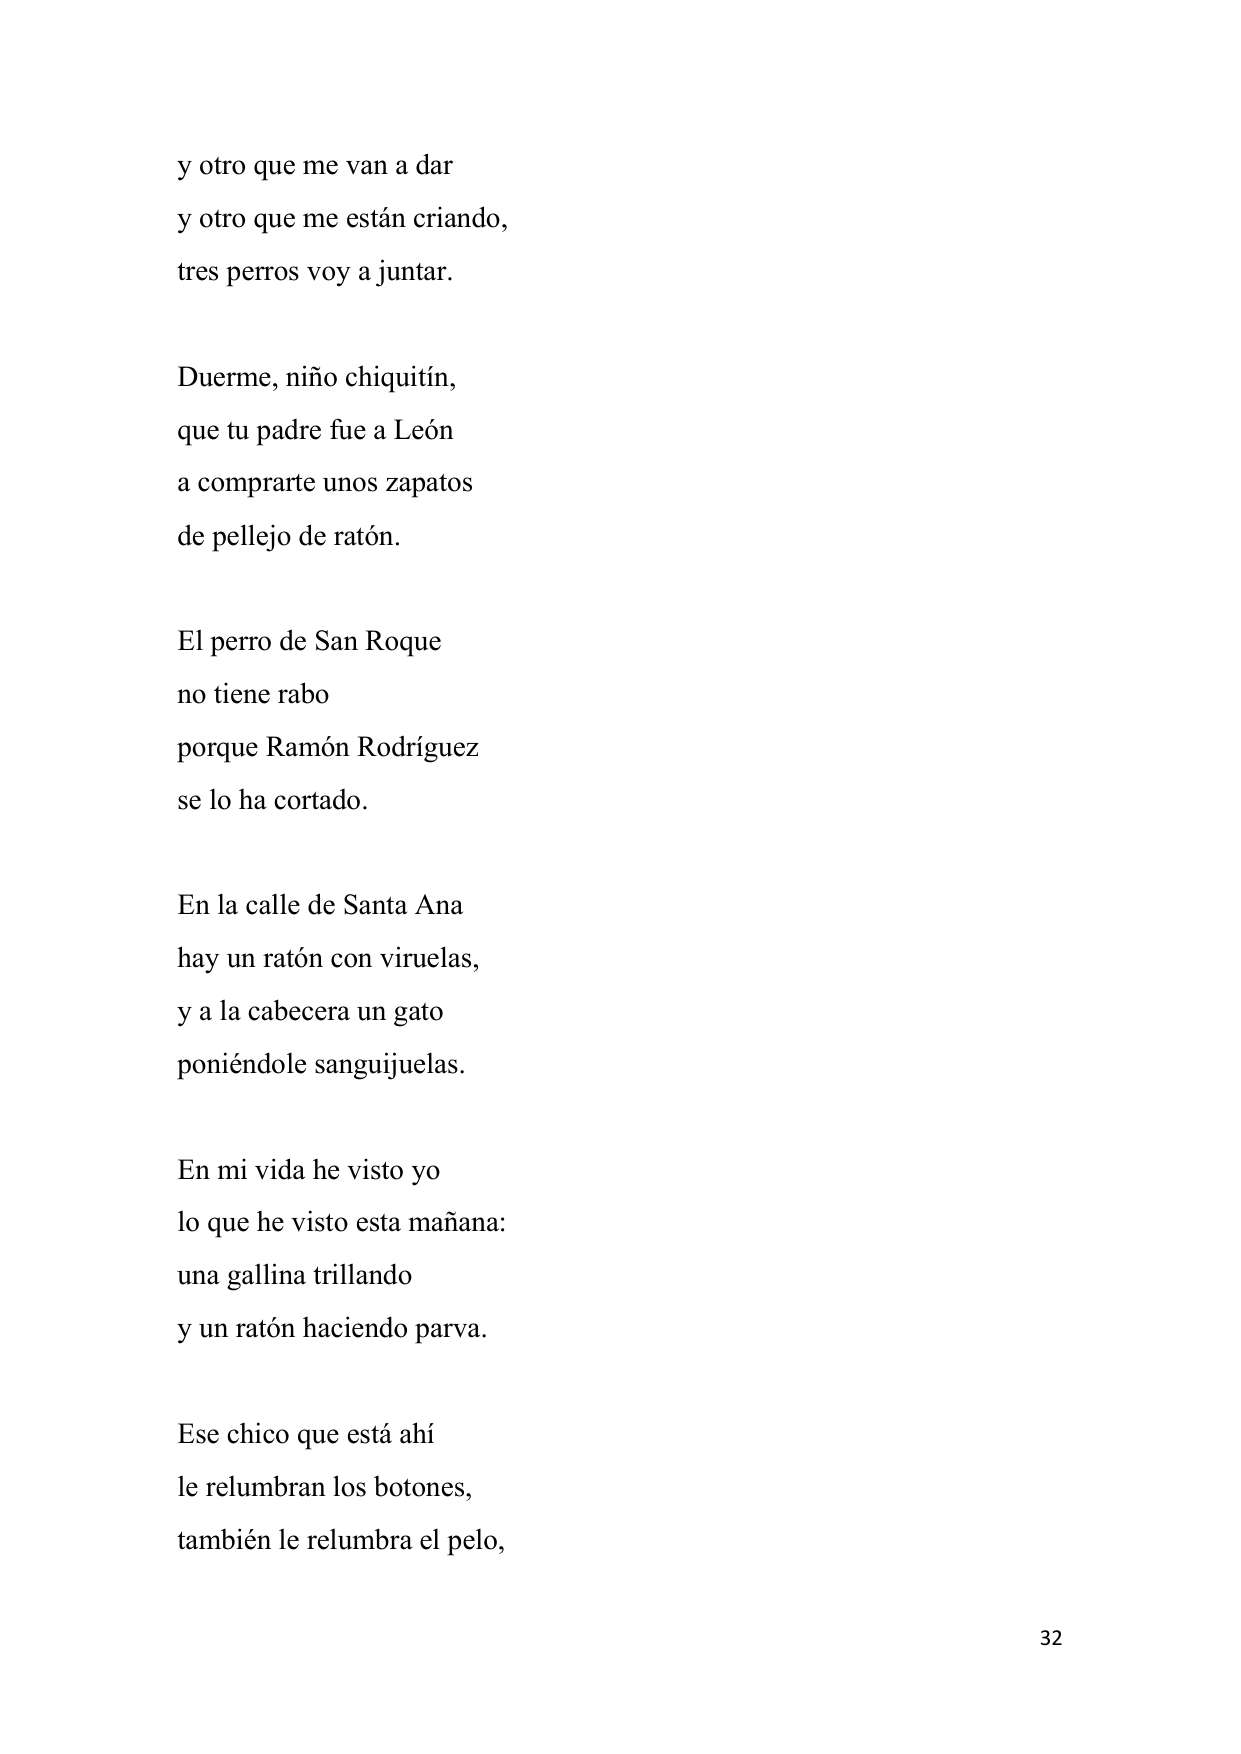 y otro que me van a dar
y otro que me están criando,
tres perros voy a juntar.
Duerme, niño chiquitín,
que tu padre fue a León
a comprarte unos zapatos
de pellejo de ratón.
El perro de San Roque
no tiene rabo
porque Ramón Rodríguez
se lo ha cortado.
En la calle de Santa Ana
hay un ratón con viruelas,
y a la cabecera un gato
poniéndole sanguijuelas.
En mi vida he visto yo
lo que he visto esta mañana:
una gallina trillando
y un ratón haciendo parva.
Ese chico que está ahí
le relumbran los botones,
también le relumbra el pelo,
32